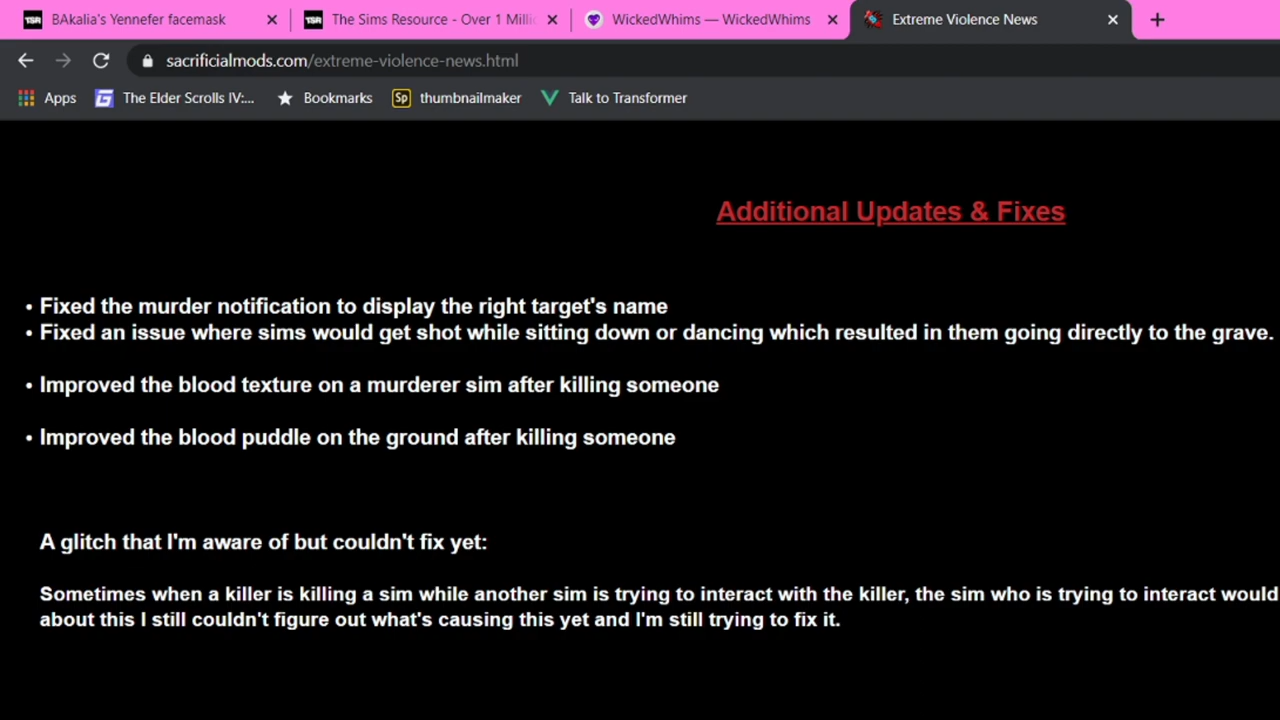 BAkalia's Yennefer facemask
TSR The Sims Resource - Over 1 Milli
WickedWhims — WickedWhims
Extreme Violence News
sacrificialmods.com/extreme-violence-news.html
Apps
The Elder Scrolls IV:...
Bookmarks
Sp thumbnailmaker
Talk to Transformer
Additional Updates & Fixes
• Fixed the murder notification to display the right target's name
• Fixed an issue where sims would get shot while sitting down or dancing which resulted in them going directly to the grave.
• Improved the blood texture on a murderer sim after killing someone
• Improved the blood puddle on the ground after killing someone
A glitch that I'm aware of but couldn't fix yet:
Sometimes when a killer is killing a sim while another sim is trying to interact with the killer, the sim who is trying to interact would
about this I still couldn't figure out what's causing this yet and I'm still trying to fix it.